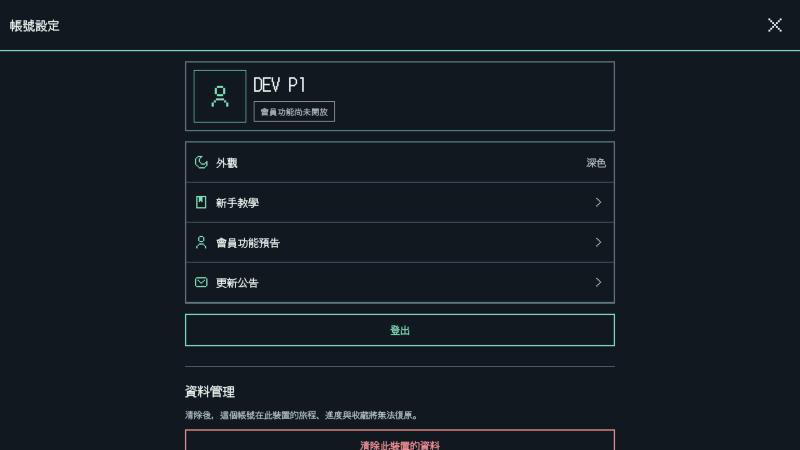 帳號設定
DEV P1
會員功能尚未開放
外觀
深色
新手教學
會員功能預告
更新公告
登出
資料管理
清除後，這個帳號在此裝置的旅程、進度與收藏將無法復原。
清除此裝置的資料